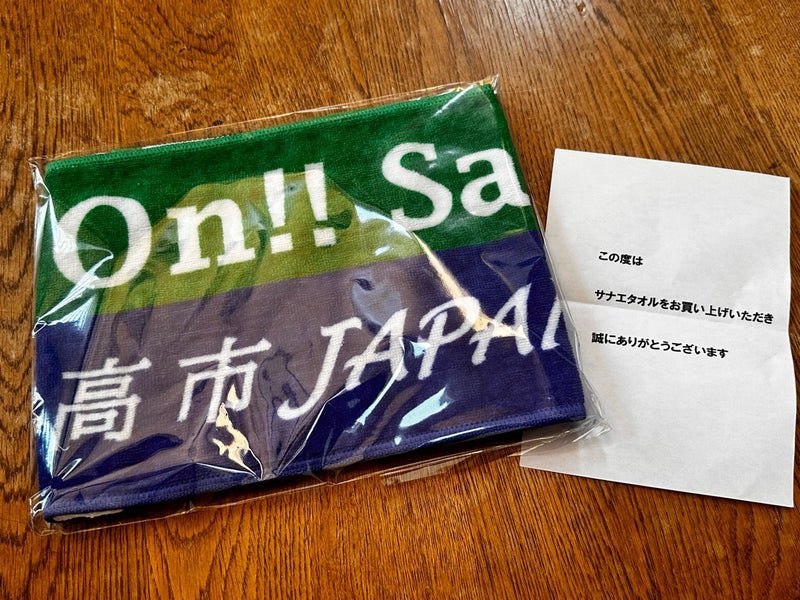 On!! Sa
高市 JAPA
この度は
サナエタオルをお買い上げいただき
誠にありがとうございます